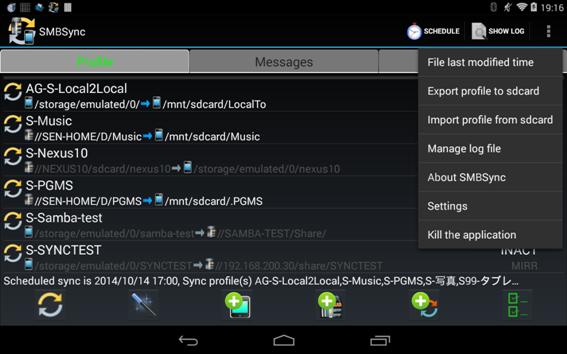 19:16
SMBSync
SCHEDULE
SHOW LOG
Profile
Messages
File last modified time
Export profile to sdcard
Import profile from sdcard
Manage log file
About SMBSync
Settings
Kill the application
AG-S-Local2Local
/storage/emulated/0/ /mnt/sdcard/LocalTo
S-Music
//SEN-HOME/D/Music /mnt/sdcard/Music
S-Nexus10
//NEXUS10/sdcard/nexus10 /storage/emulated/0/nexus10
S-PGMS
//SEN-HOME/D/PGMS /mnt/sdcard/.PGMS
S-Samba-test
/storage/emulated/0/samba-test //SAMBA-TEST/Share/
S-SYNCTEST
INACT
/storage/emulated/0/SYNCTEST //192.168.200.30/share/SYNCTEST
MIRR
Scheduled sync is 2014/10/14 17:00, Sync profile(s) AG-S-Local2Local,S-Music,S-PGMS,S-写真,S99-タブレ...